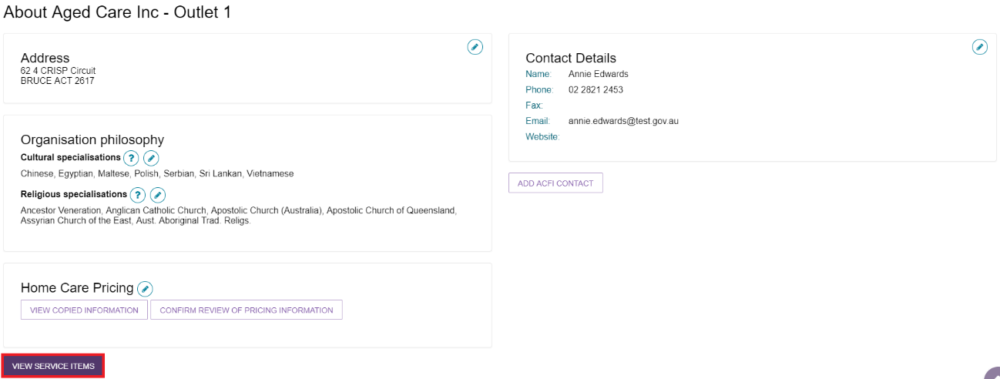 About Aged Care Inc - Outlet 1
Address
62 4 CRISP Circuit
BRUCE ACT 2617
Organisation philosophy
Cultural specialisations ?
Chinese, Egyptian, Maltese, Polish, Serbian, Sri Lankan, Vietnamese
Religious specialisations ?
Ancestor Veneration, Anglican Catholic Church, Apostolic Church (Australia), Apostolic Church of Queensland,
Assyrian Church of the East, Aust. Aboriginal Trad. Religs.
Home Care Pricing
VIEW COPIED INFORMATION CONFIRM REVIEW OF PRICING INFORMATION
VIEW SERVICE ITEMS
Contact Details
Name: Annie Edwards
Phone: 02 2821 2453
Fax:
Email: annie.edwards@test.gov.au
Website:
ADD ACFI CONTACT